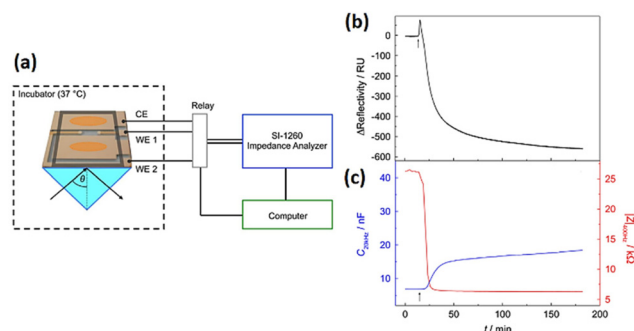 (a)
Incubator (37 °C)
CE
WE 1
WE 2
θ
Relay
SI-1260
Impedance Analyzer
Computer
(b)
ΔReflectivity / RU
0
-100
-200
-300
-400
-500
-600
(c)
C / nF
40
30
20
10
|Z| / kΩ
25
20
15
10
5
0 50 100 150 200
t / min